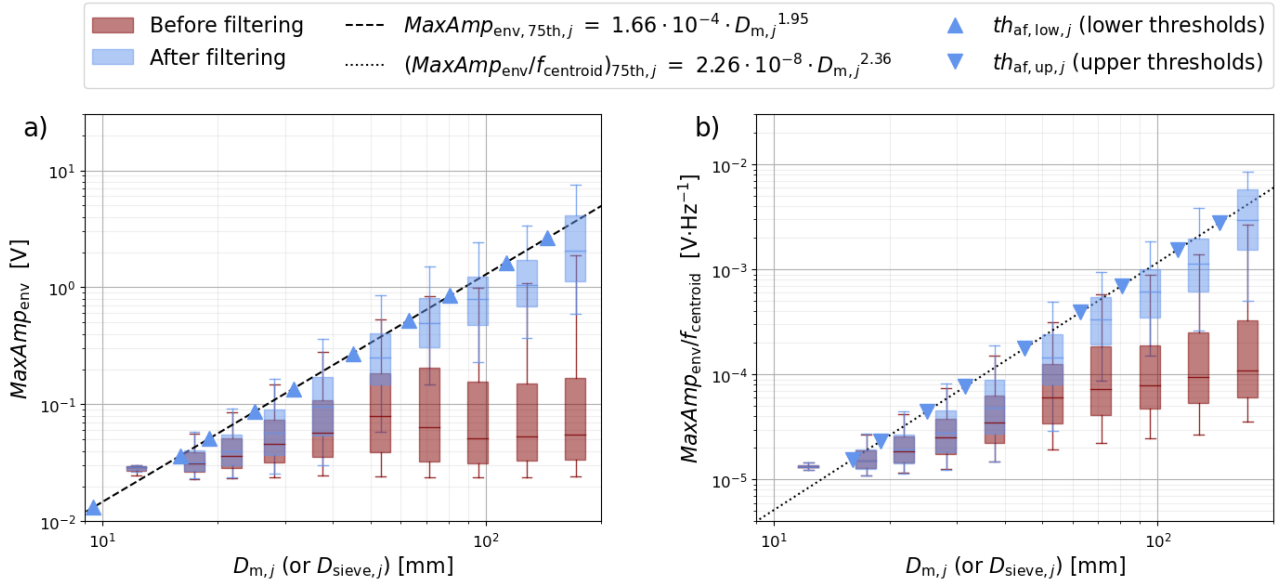 Before filtering
After filtering
MaxAmp_env, 75th, j = 1.66 · 10^−4 · D_m, j^1.95
(MaxAmp_env/f_centroid)_75th, j = 2.26 · 10^−8 · D_m, j^2.36
th_af, low, j (lower thresholds)
th_af, up, j (upper thresholds)
a)
MaxAmp_env [V]
10^1
10^0
10^−1
10^−2
10^1
10^2
D_m, j (or D_sieve, j) [mm]
b)
MaxAmp_env/f_centroid [V·Hz^−1]
10^−2
10^−3
10^−4
10^−5
10^1
10^2
D_m, j (or D_sieve, j) [mm]